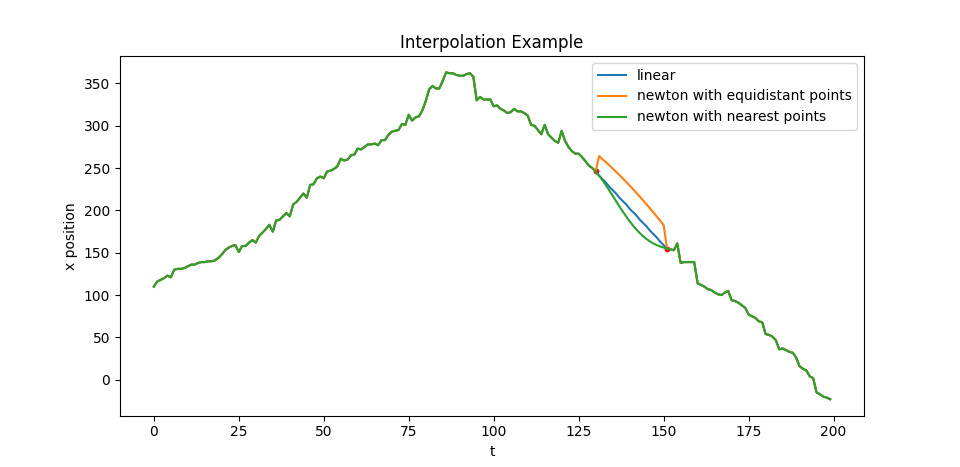 Interpolation Example
linear
newton with equidistant points
newton with nearest points
350
300
250
200
150
100
50
0
x position
0 25 50 75 100 125 150 175 200
t